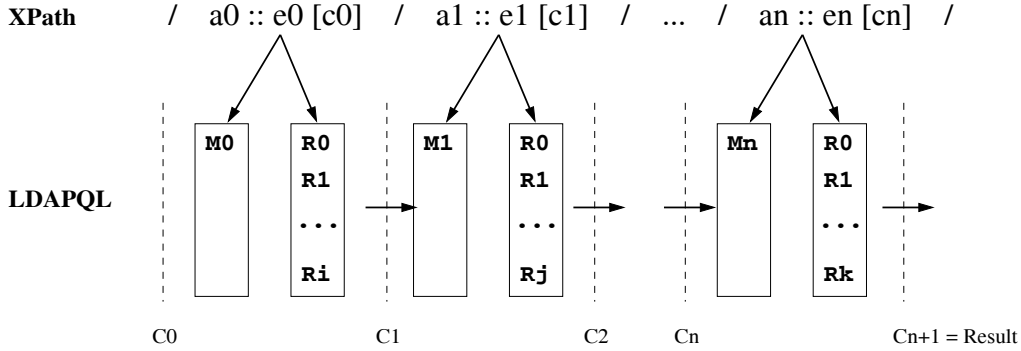 XPath / a0 :: e0 [c0] / a1 :: e1 [c1] / ... / an :: en [cn] /
M0 R0 M1 R0 Mn R0
R1 R1 R1
LDAPQL
... ... ...
Ri Rj Rk
C0 C1 C2 Cn Cn+1 = Result